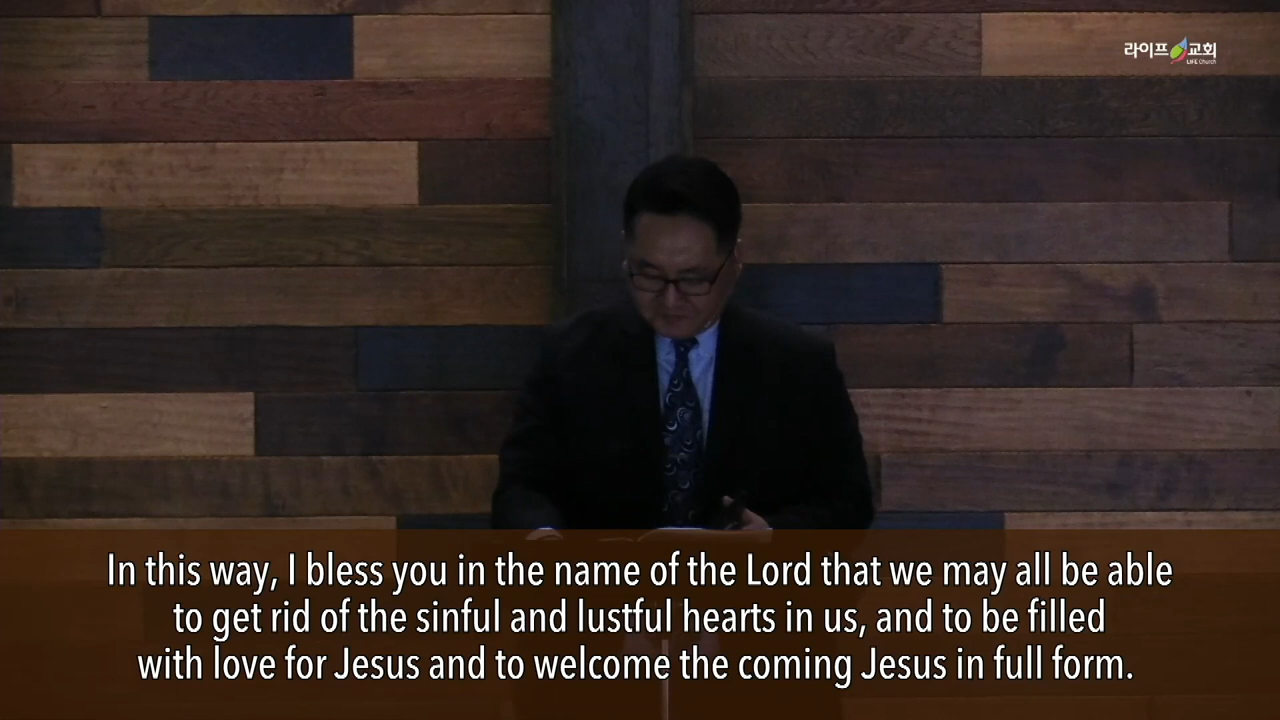 라이프교회
LIFE Church
In this way, I bless you in the name of the Lord that we may all be able
to get rid of the sinful and lustful hearts in us, and to be filled
with love for Jesus and to welcome the coming Jesus in full form.